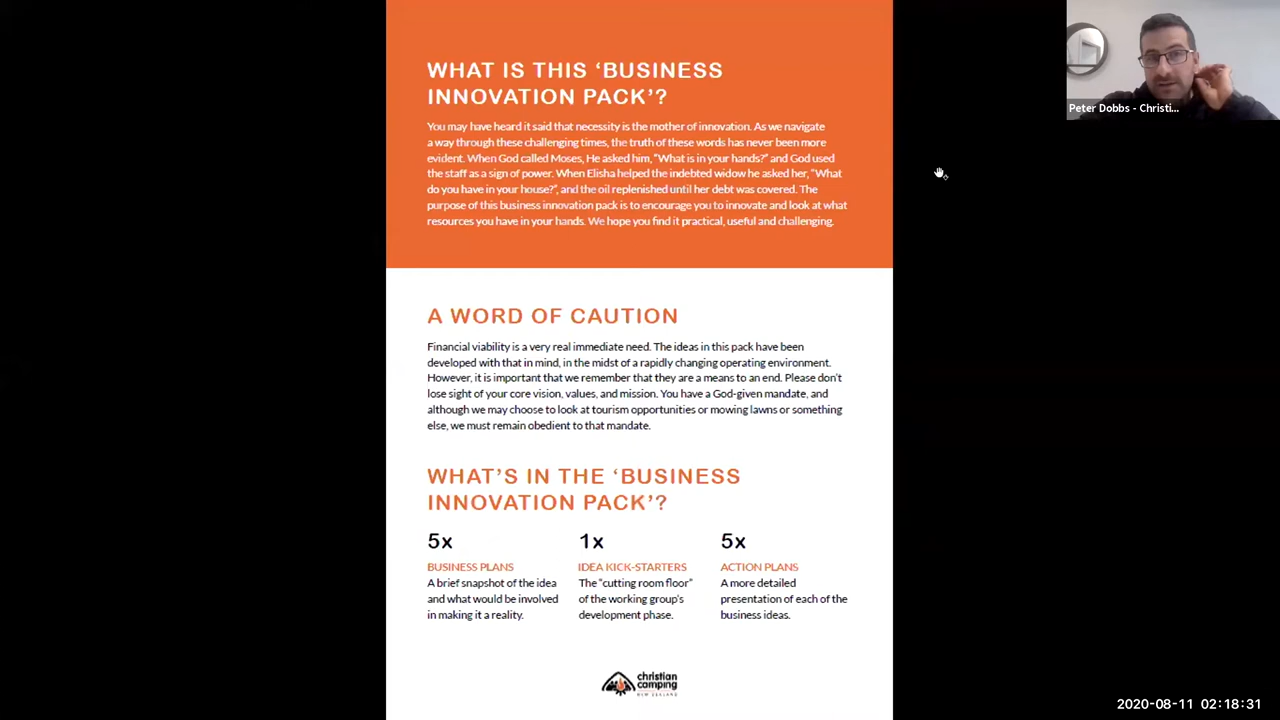 WHAT IS THIS ‘BUSINESS
INNOVATION PACK’?
You may have heard it said that necessity is the mother of innovation. As we navigate
a way through these challenging times, the truth of these words has never been more
evident. When God called Moses, He asked him, “What is in your hands?” and God used
the staff as a sign of power. When Elisha helped the indebted widow he asked her, “What
do you have in your house?”, and the oil replenished until her debt was covered. The
purpose of this business innovation pack is to encourage you to innovate and look at what
resources you have in your hands. We hope you find it practical, useful and challenging.
Peter Dobbs - Christi...
A WORD OF CAUTION
Financial viability is a very real immediate need. The ideas in this pack have been
developed with that in mind, in the midst of a rapidly changing operating environment.
However, it is important that we remember that they are a means to an end. Please don’t
lose sight of your core vision, values, and mission. You have a God-given mandate, and
although we may choose to look at tourism opportunities or mowing lawns or something
else, we must remain obedient to that mandate.
WHAT’S IN THE ‘BUSINESS
INNOVATION PACK’?
5x
BUSINESS PLANS
A brief snapshot of the idea
and what would be involved
in making it a reality.
1x
IDEA KICK-STARTERS
The “cutting room floor”
of the working group’s
development phase.
5x
ACTION PLANS
A more detailed
presentation of each of the
business ideas.
christian
camping
NEW ZEALAND
2020-08-11 02:18:31